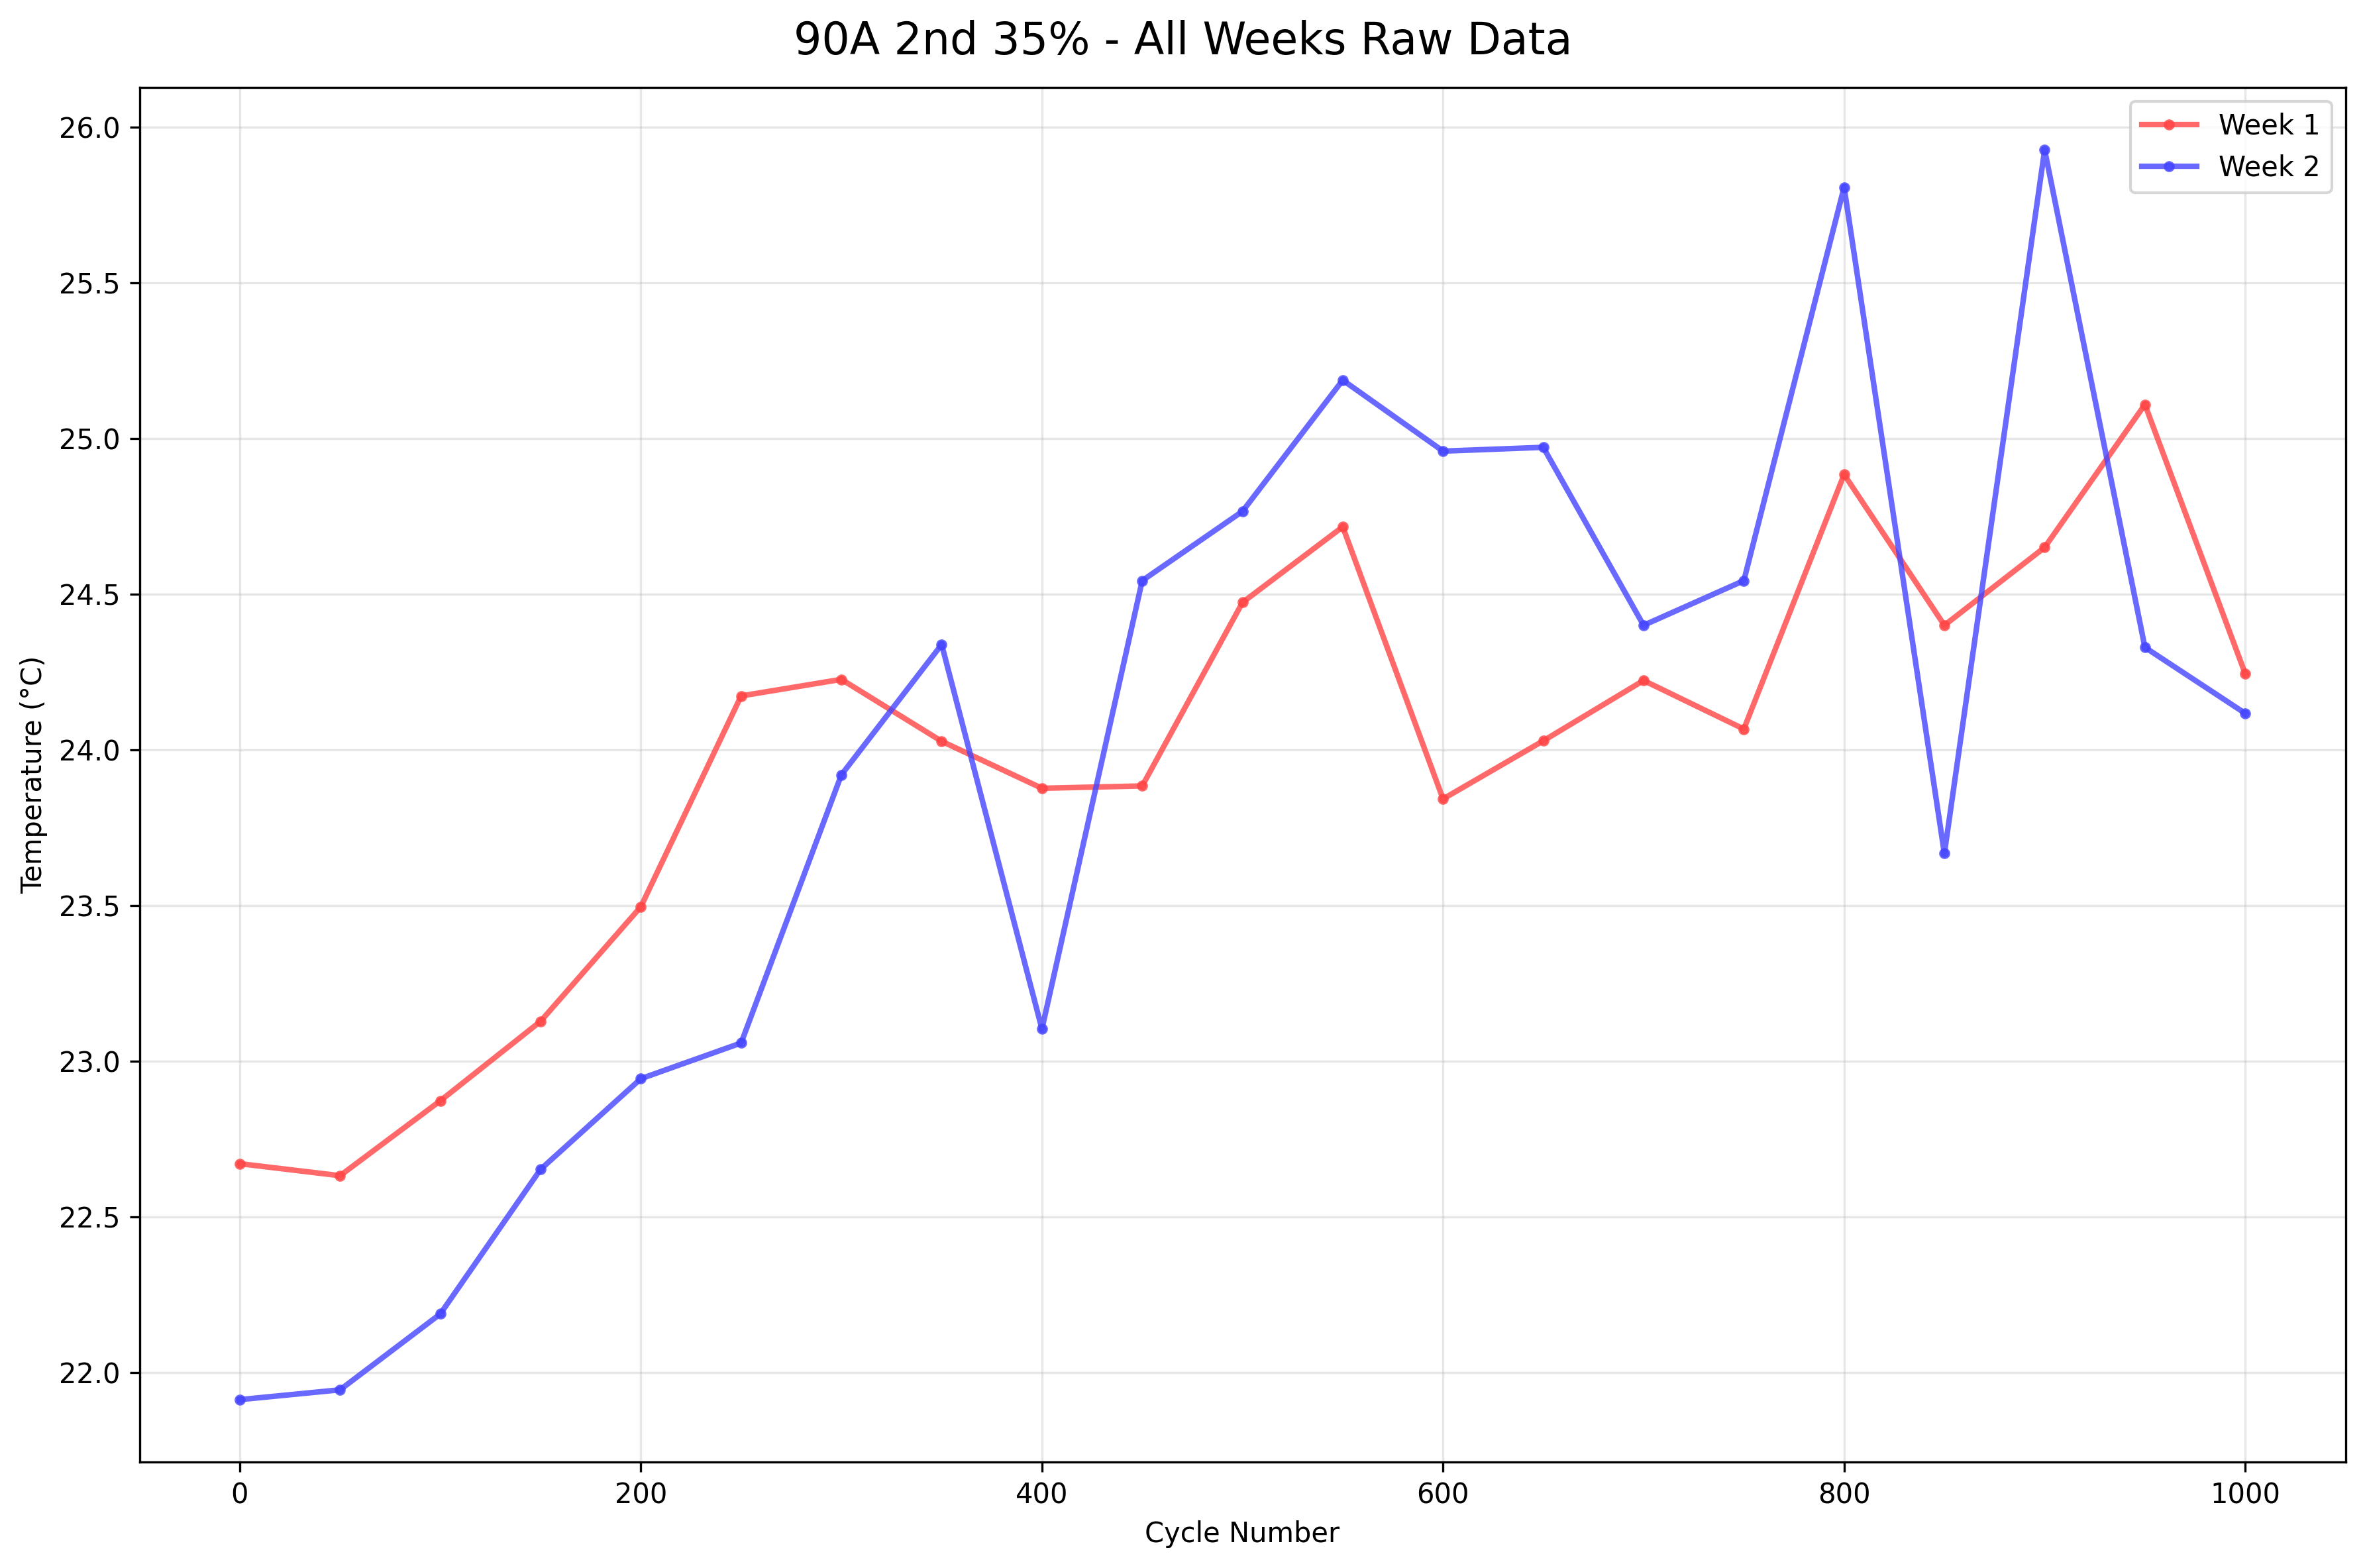 90A 2nd 35% - All Weeks Raw Data
Week 1
Week 2
26.0
25.5
25.0
24.5
24.0
23.5
23.0
22.5
22.0
Temperature (°C)
0 200 400 600 800 1000
Cycle Number